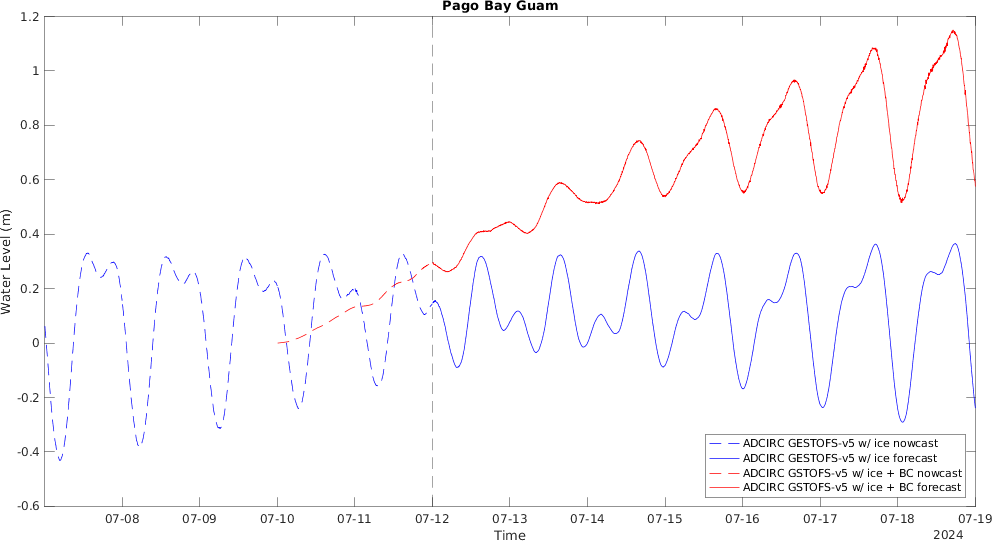 Pago Bay Guam
1.2
1
0.8
0.6
0.4
0.2
0
-0.2
-0.4
-0.6
Water Level (m)
ADCIRC GESTOFS-v5 w/ ice nowcast
ADCIRC GESTOFS-v5 w/ ice forecast
ADCIRC GSTOFS-v5 w/ ice + BC nowcast
ADCIRC GSTOFS-v5 w/ ice + BC forecast
07-08 07-09 07-10 07-11 07-12 07-13 07-14 07-15 07-16 07-17 07-18 07-19
Time
2024